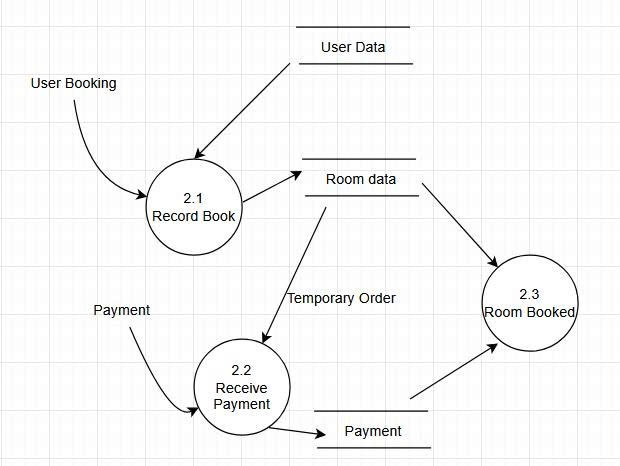 User Data
User Booking
2.1
Record Book
Room data
2.3
Room Booked
Temporary Order
Payment
2.2
Receive
Payment
Payment